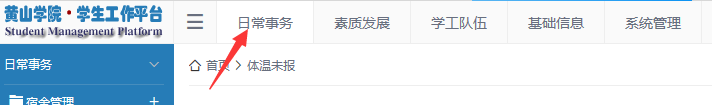 黄山学院·学生工作平台
Student Management Platform
日常事务 素质发展 学工队伍 基础信息 系统管理
日常事务
首页 > 体温未报
宿舍管理